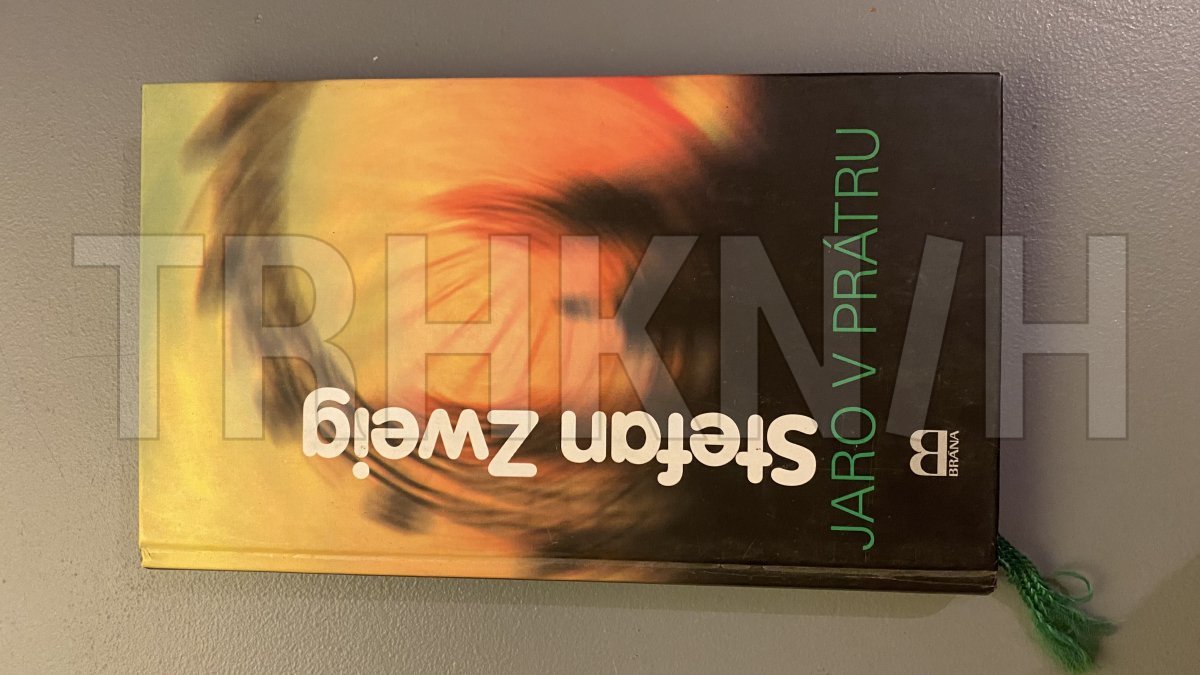 Stefan Zweig
JARO V PRÁTRU
BRÁNA
TRHKNIH